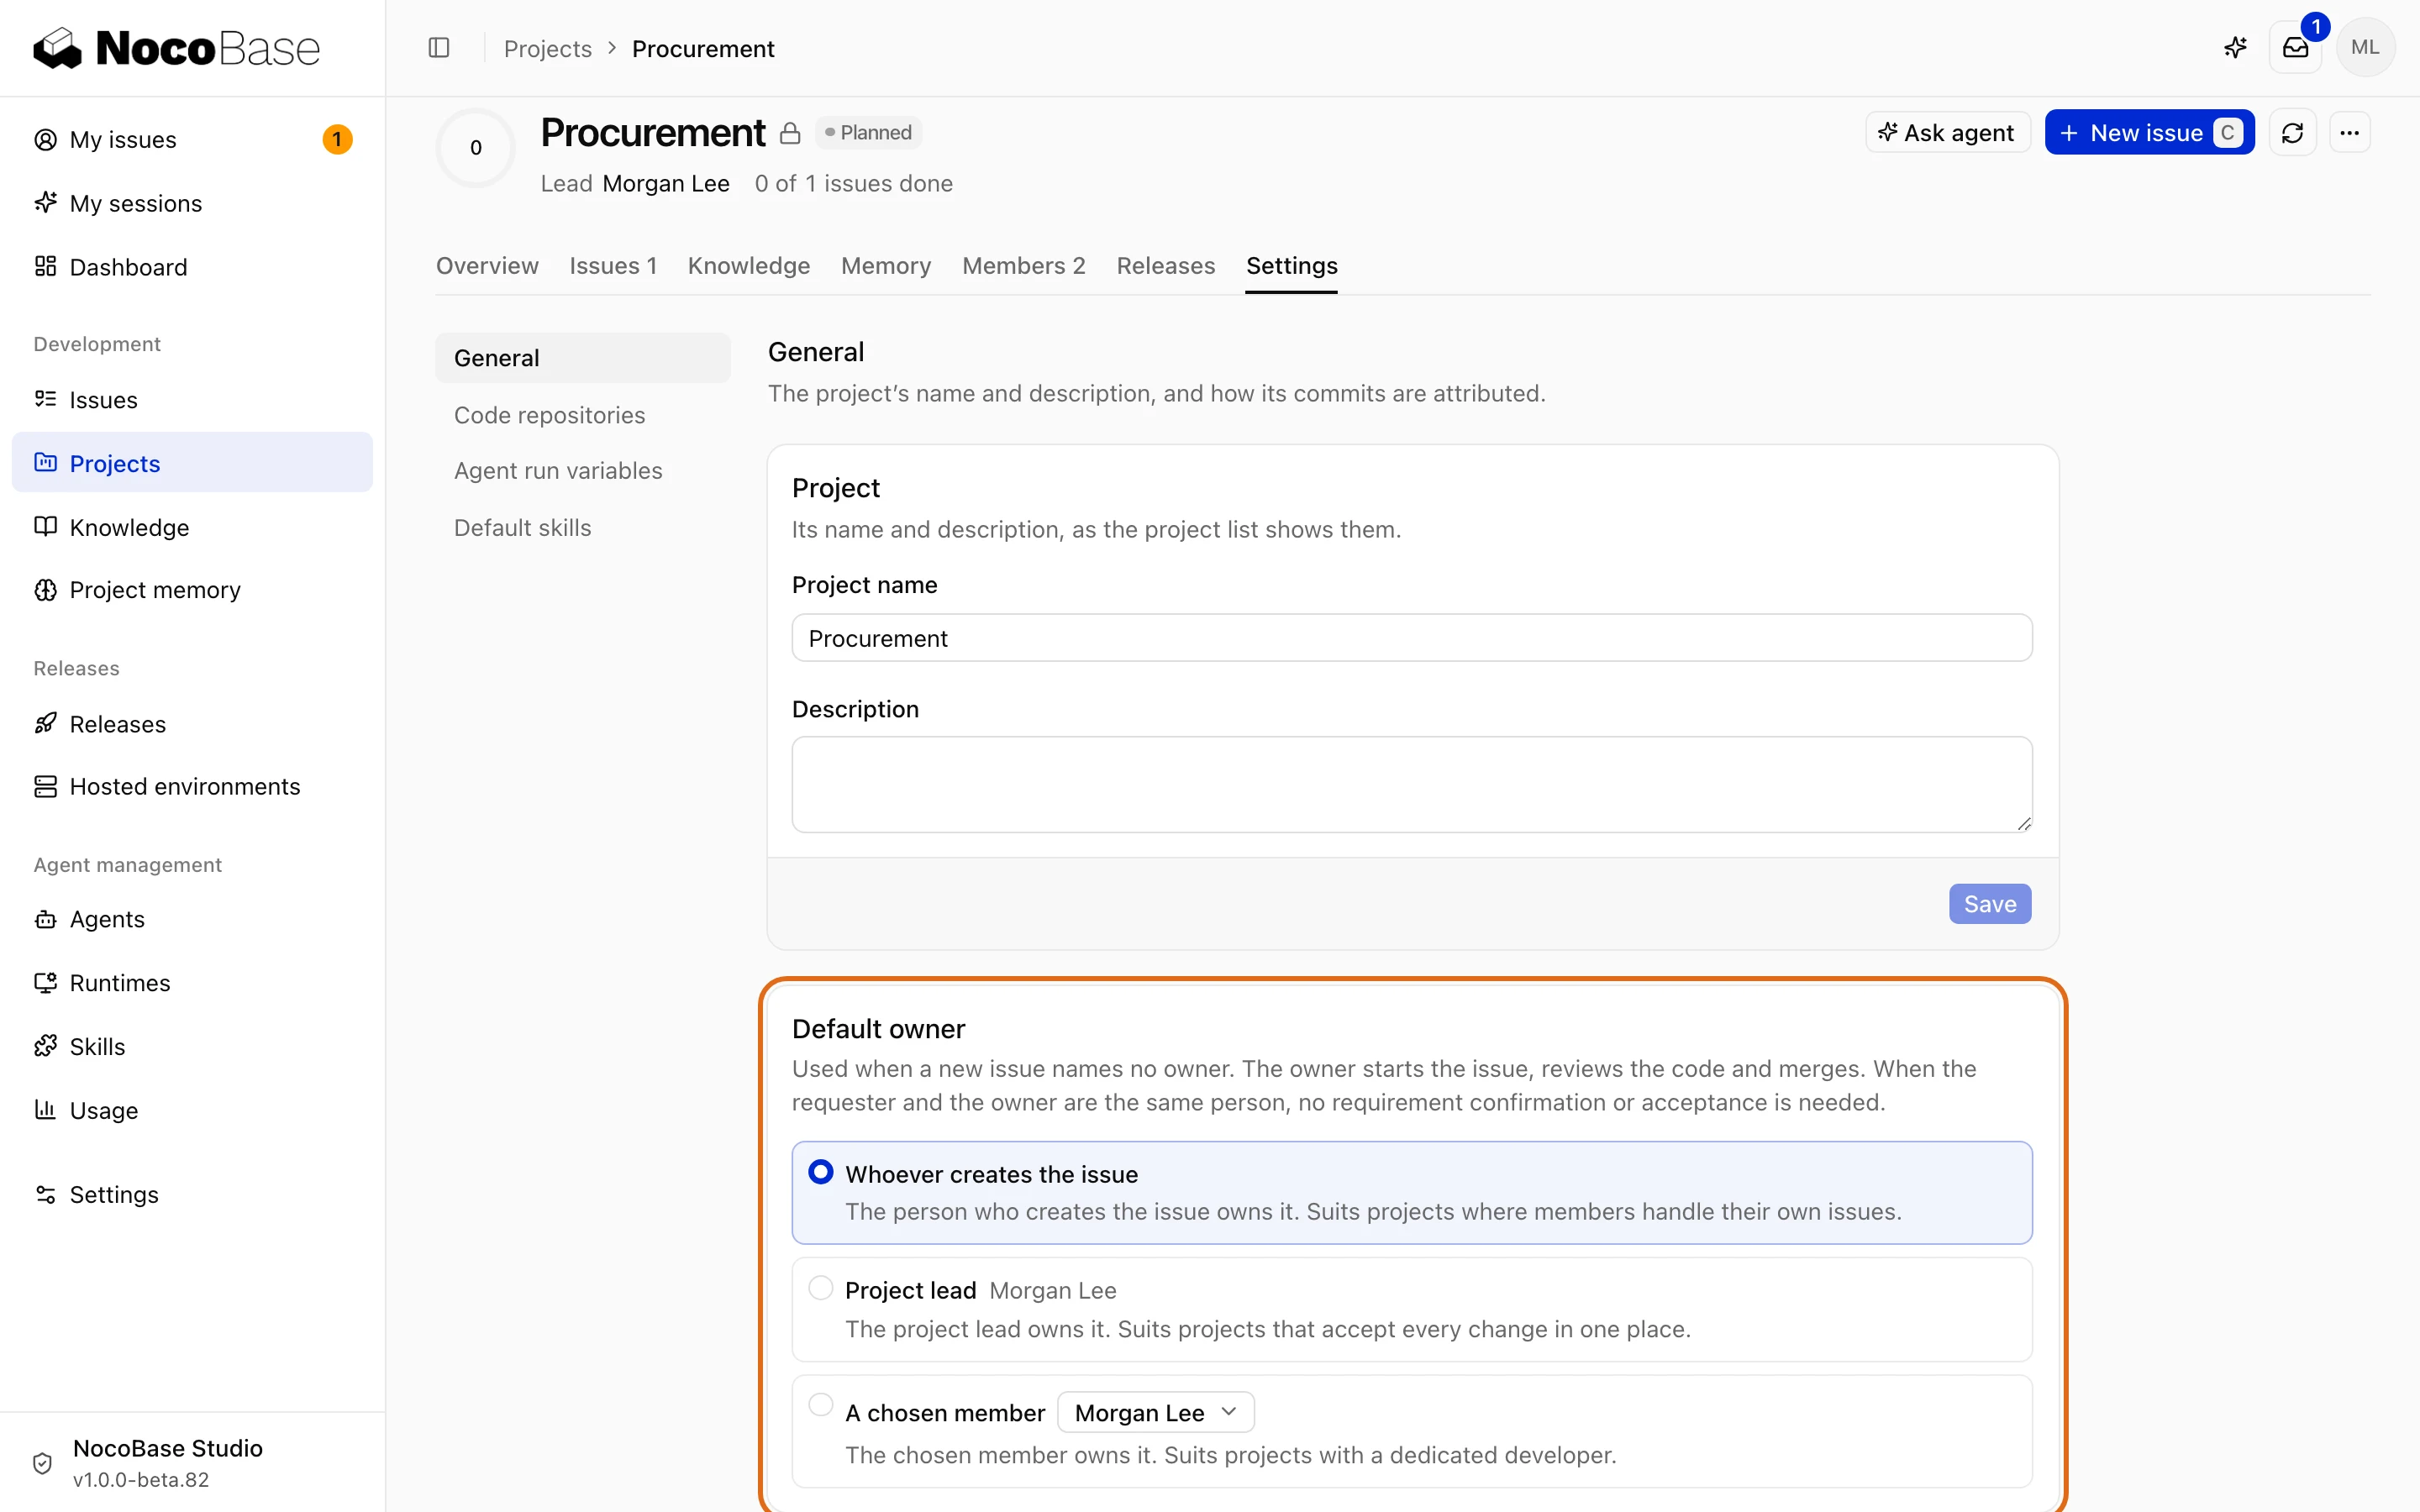 NocoBase
Projects > Procurement
1
ML
My issues
1
My sessions
Dashboard
Development
Issues
Projects
Knowledge
Project memory
Releases
Releases
Hosted environments
Agent management
Agents
Runtimes
Skills
Usage
Settings
NocoBase Studio
v1.0.0-beta.82
0
Procurement
Planned
Lead Morgan Lee 0 of 1 issues done
Ask agent
+ New issue C
Overview
Issues 1
Knowledge
Memory
Members 2
Releases
Settings
General
Code repositories
Agent run variables
Default skills
General
The project’s name and description, and how its commits are attributed.
Project
Its name and description, as the project list shows them.
Project name
Procurement
Description
Save
Default owner
Used when a new issue names no owner. The owner starts the issue, reviews the code and merges. When the
requester and the owner are the same person, no requirement confirmation or acceptance is needed.
Whoever creates the issue
The person who creates the issue owns it. Suits projects where members handle their own issues.
Project lead Morgan Lee
The project lead owns it. Suits projects that accept every change in one place.
A chosen member Morgan Lee
The chosen member owns it. Suits projects with a dedicated developer.